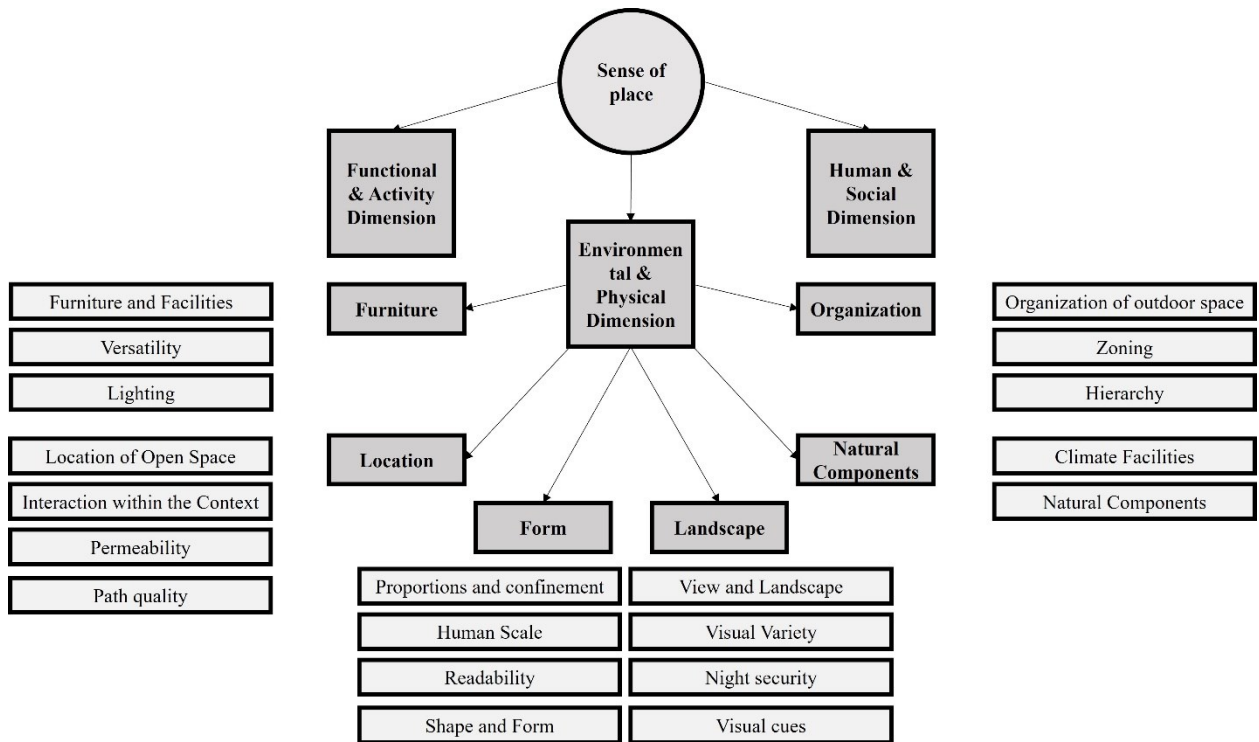 Sense of
place
Functional
& Activity
Dimension
Human &
Social
Dimension
Environmen
tal &
Physical
Dimension
Furniture
Organization
Location
Natural
Components
Form
Landscape
Furniture and Facilities
Versatility
Lighting
Location of Open Space
Interaction within the Context
Permeability
Path quality
Proportions and confinement
Human Scale
Readability
Shape and Form
View and Landscape
Visual Variety
Night security
Visual cues
Organization of outdoor space
Zoning
Hierarchy
Climate Facilities
Natural Components